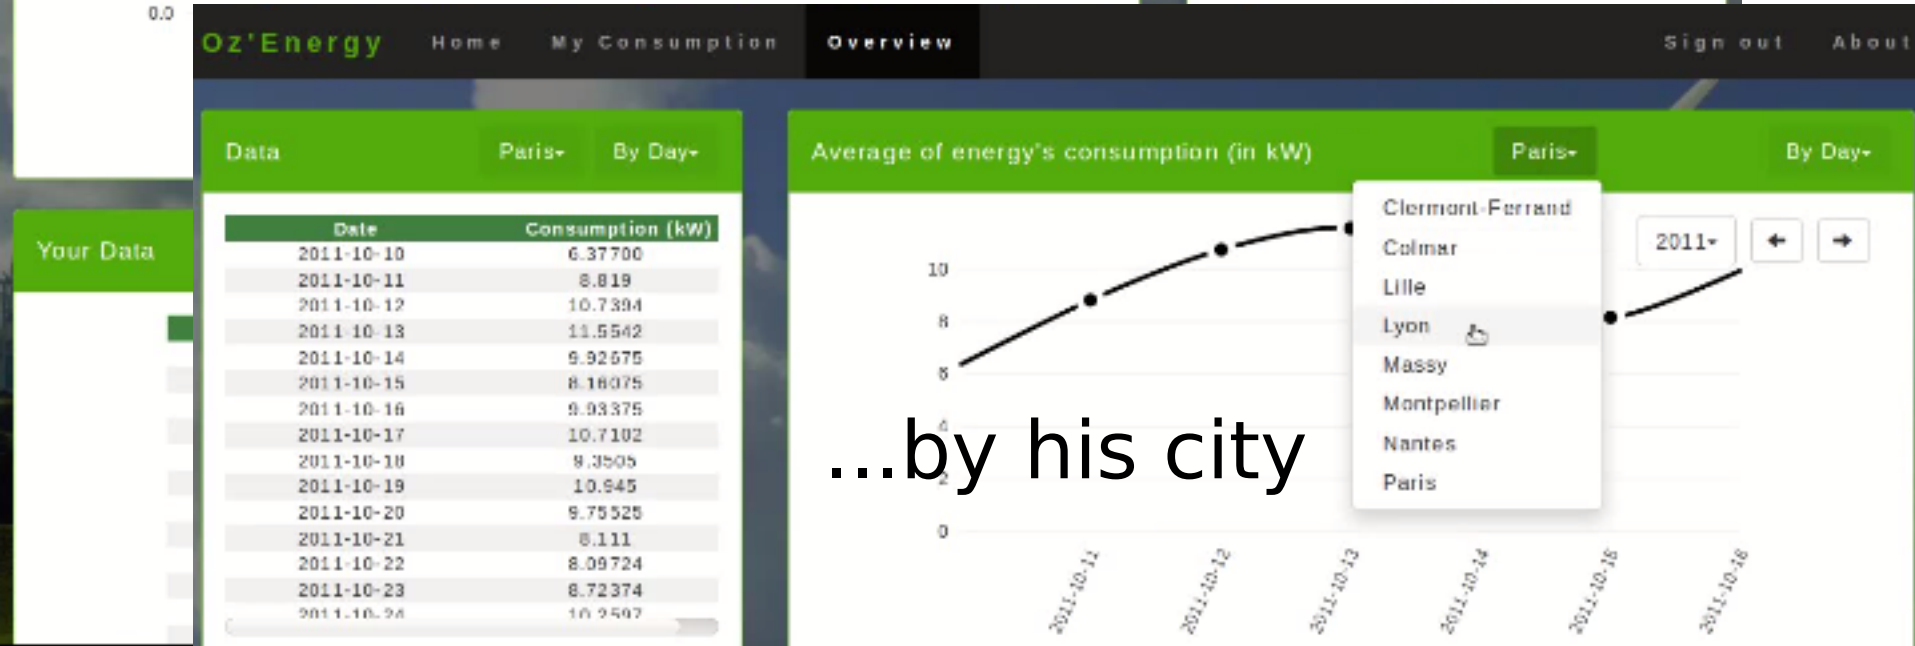 0.0
Oz'Energy Home My Consumption Overview Sign out About
Data Paris By Day
Average of energy's consumption (in kW) Paris By Day
Your Data
Date Consumption (kW)
2011-10-10 6.37700
2011-10-11 8.819
2011-10-12 10.7394
2011-10-13 11.5542
2011-10-14 9.92675
2011-10-15 8.16075
2011-10-16 9.93375
2011-10-17 10.7102
2011-10-18 9.3505
2011-10-19 10.945
2011-10-20 9.75525
2011-10-21 8.111
2011-10-22 8.09724
2011-10-23 8.72374
2011-10-24 10.2597
Clermont-Ferrand
Colmar
Lille
Lyon
Massy
Montpellier
Nantes
Paris
2011
10
8
6
4
2
0
...by his city
2011-10-11
2011-10-12
2011-10-13
2011-10-14
2011-10-15
2011-10-16